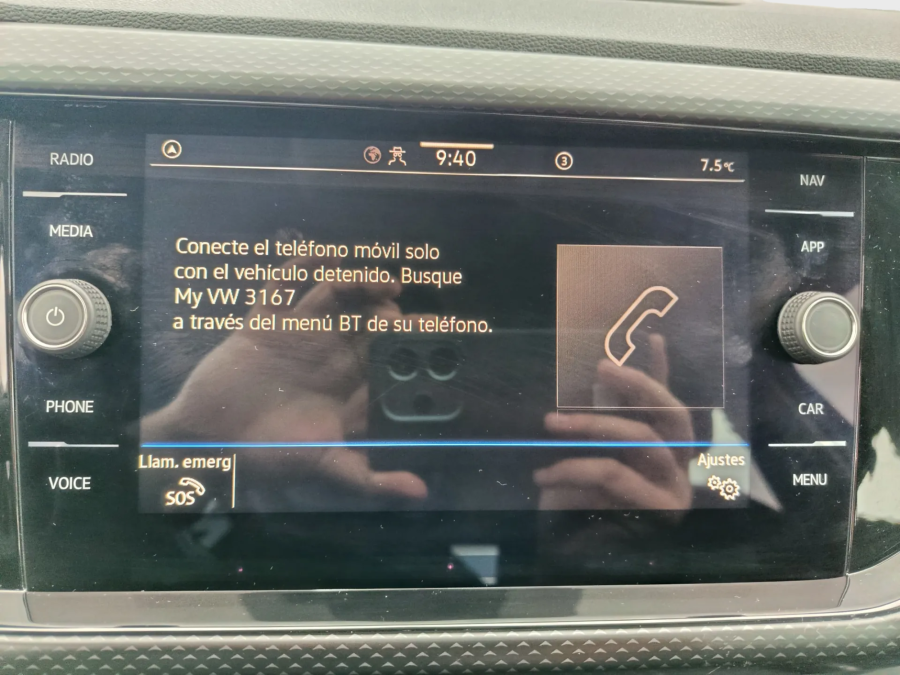 RADIO
MEDIA
PHONE
VOICE
9:40
3
7.5°C
Conecte el teléfono móvil solo
con el vehículo detenido. Busque
My VW 3167
a través del menú BT de su teléfono.
Llam. emerg
SOS
Ajustes
NAV
APP
CAR
MENU